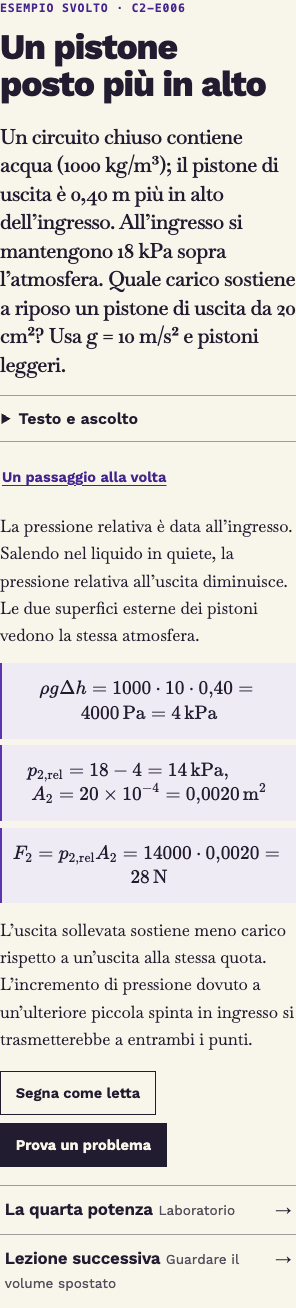 ESEMPIO SVOLTO · C2–E006
Un pistone
posto più in alto
Un circuito chiuso contiene
acqua (1000 kg/m³); il pistone di
uscita è 0,40 m più in alto
dell’ingresso. All’ingresso si
mantengono 18 kPa sopra
l’atmosfera. Quale carico sostiene
a riposo un pistone di uscita da 20
cm²? Usa g = 10 m/s² e pistoni
leggeri.
▶ Testo e ascolto
Un passaggio alla volta
La pressione relativa è data all’ingresso.
Salendo nel liquido in quiete, la
pressione relativa all’uscita diminuisce.
Le due superfici esterne dei pistoni
vedono la stessa atmosfera.
ρgΔh = 1000 · 10 · 0,40 =
4000 Pa = 4 kPa
p₂,rel = 18 − 4 = 14 kPa,
A₂ = 20 × 10⁻⁴ = 0,0020 m²
F₂ = p₂,rel A₂ = 14000 · 0,0020 =
28 N
L’uscita sollevata sostiene meno carico
rispetto a un’uscita alla stessa quota.
L’incremento di pressione dovuto a
un’ulteriore piccola spinta in ingresso si
trasmetterebbe a entrambi i punti.
Segna come letta
Prova un problema
La quarta potenza Laboratorio →
Lezione successiva Guardare il →
volume spostato